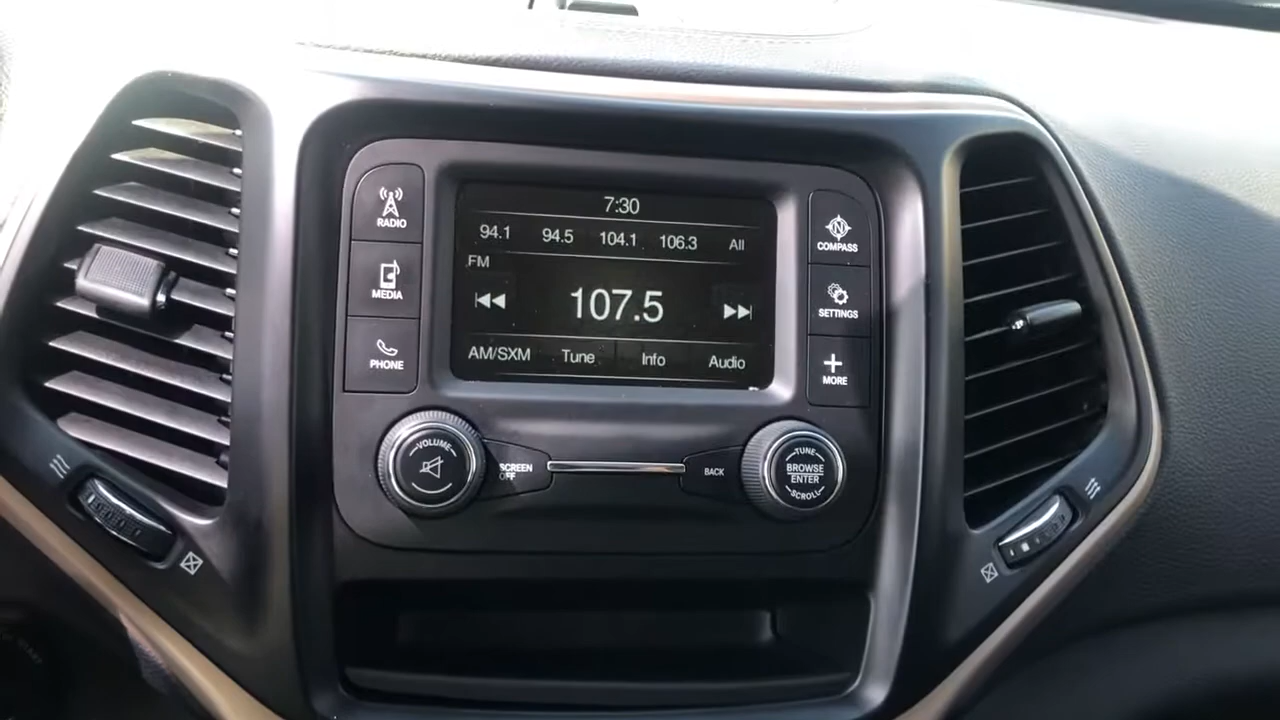 RADIO
MEDIA
PHONE
7:30
94.1 94.5 104.1 106.3 All
FM
107.5
AM/SXM Tune Info Audio
N
COMPASS
SETTINGS
MORE
VOLUME
SCREEN
OFF
BACK
TUNE
BROWSE
ENTER
SCROLL
START